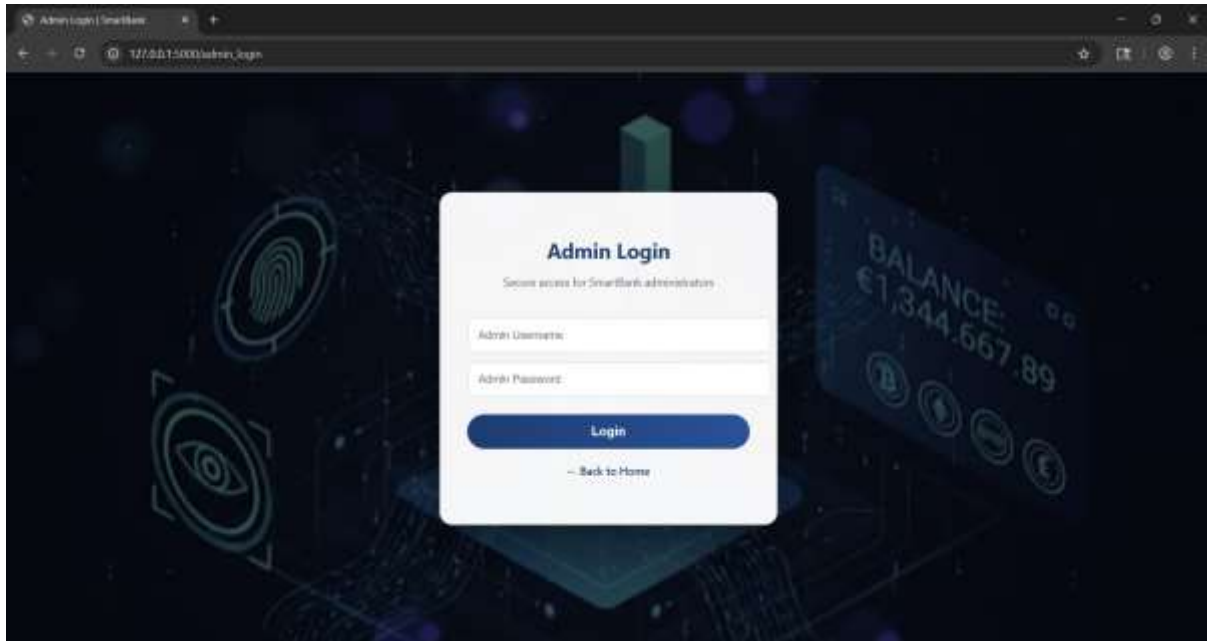 Admin Login | SmartBank
127.0.0.1:5000/admin_login
Admin Login
Secure access for SmartBank administrators
Admin Username
Admin Password
Login
← Back to Home
BALANCE:
€1,344.667.89